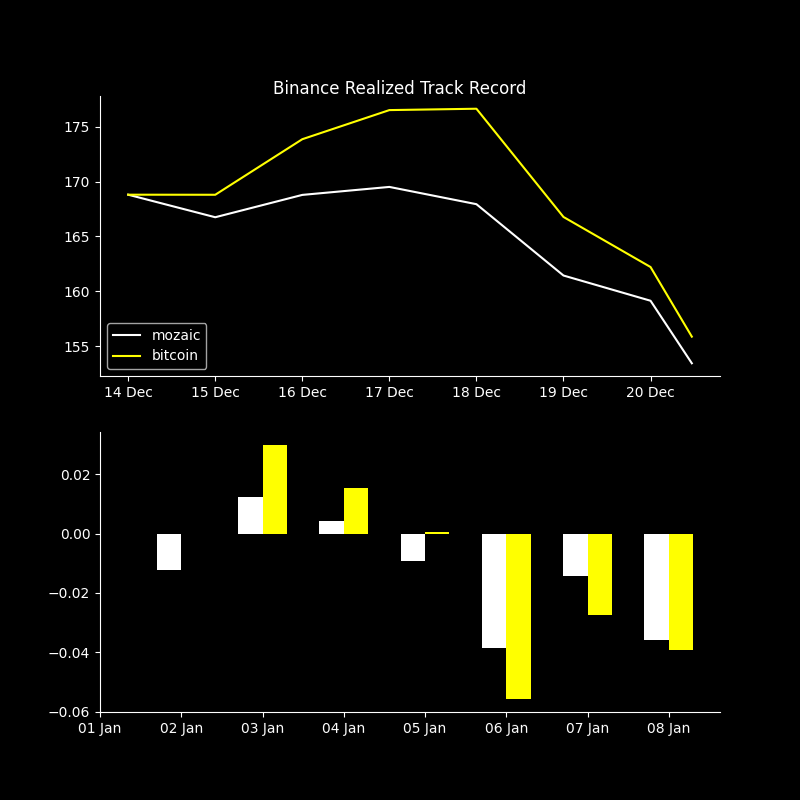 Binance Realized Track Record
175
170
165
160
155
mozaic
bitcoin
14 Dec 15 Dec 16 Dec 17 Dec 18 Dec 19 Dec 20 Dec
0.02
0.00
−0.02
−0.04
−0.06
01 Jan 02 Jan 03 Jan 04 Jan 05 Jan 06 Jan 07 Jan 08 Jan